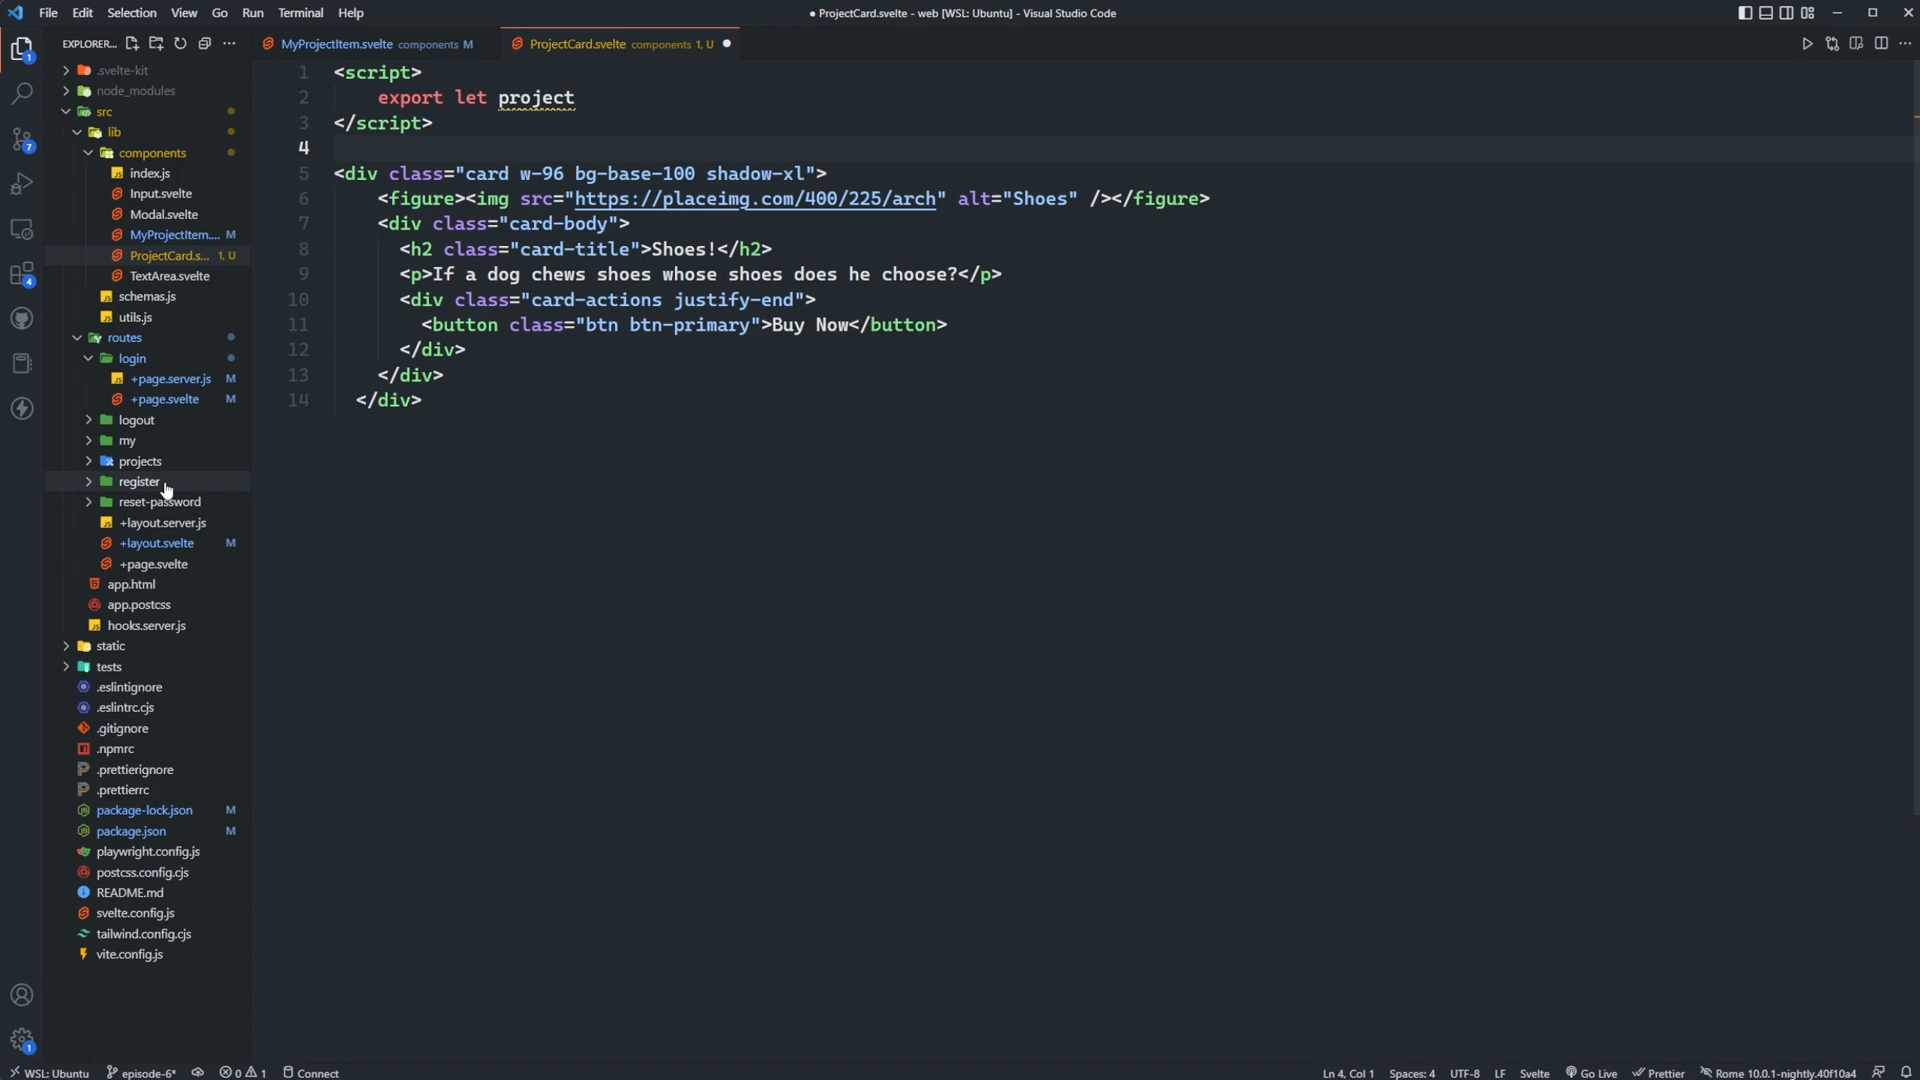 File Edit Selection View Go Run Terminal Help
● ProjectCard.svelte - web [WSL: Ubuntu] - Visual Studio Code
EXPLORER...
MyProjectItem.svelte components M
ProjectCard.svelte components 1, U
.svelte-kit
node_modules
src
lib
components
index.js
Input.svelte
Modal.svelte
MyProjectItem.... M
ProjectCard.s... 1, U
TextArea.svelte
schemas.js
utils.js
routes
login
+page.server.js M
+page.svelte M
logout
my
projects
register
reset-password
+layout.server.js
+layout.svelte M
+page.svelte
app.html
app.postcss
hooks.server.js
static
tests
.eslintignore
.eslintrc.cjs
.gitignore
.npmrc
.prettierignore
.prettierrc
package-lock.json M
package.json M
playwright.config.js
postcss.config.cjs
README.md
svelte.config.js
tailwind.config.cjs
vite.config.js
1
7
4
1
1 <script>
2 export let project
3 </script>
4
5 <div class="card w-96 bg-base-100 shadow-xl">
6 <figure><img src="https://placeimg.com/400/225/arch" alt="Shoes" /></figure>
7 <div class="card-body">
8 <h2 class="card-title">Shoes!</h2>
9 <p>If a dog chews shoes whose shoes does he choose?</p>
10 <div class="card-actions justify-end">
11 <button class="btn btn-primary">Buy Now</button>
12 </div>
13 </div>
14 </div>
WSL: Ubuntu episode-6* 0 1 Connect
Ln 4, Col 1 Spaces: 4 UTF-8 LF Svelte Go Live Prettier Rome 10.0.1-nightly.40f10a4